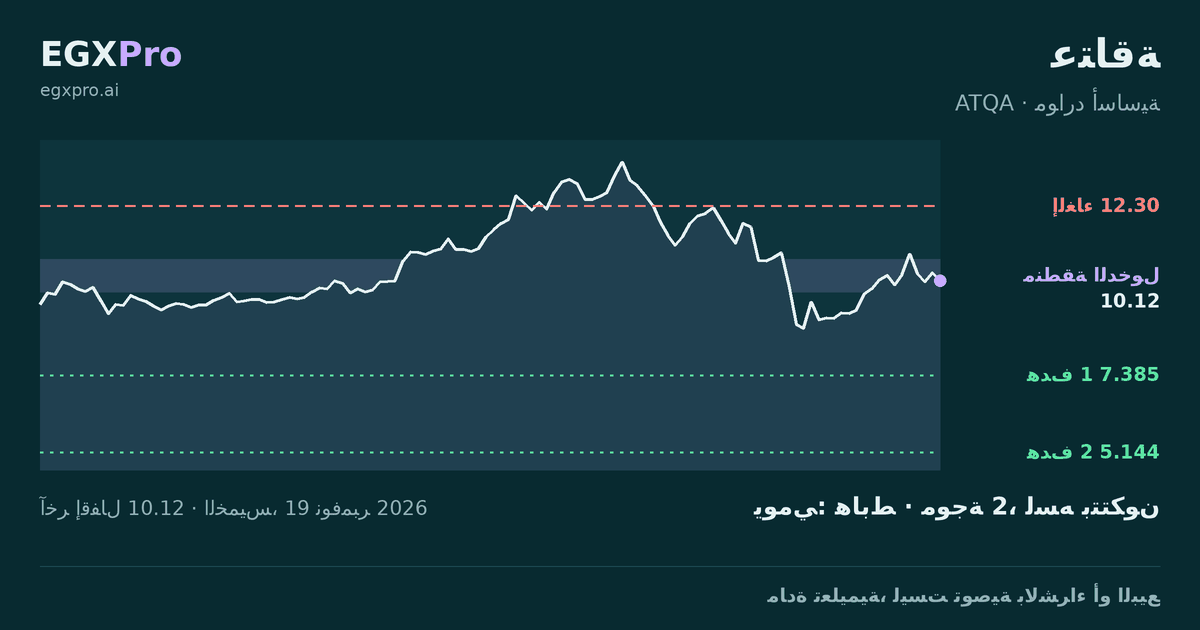 EGXPro
egxpro.ai
عتاقة
ATQA · موارد أساسية
إلغاء 12.30
منطقة الدخول
10.12
هدف 1 7.385
هدف 2 5.144
يومي: هابط · موجة 2، لسه بتتكون
آخر إقفال 10.12 · الخميس، 19 نوفمبر 2026
مادة تعليمية، ليست توصية بالشراء أو البيع